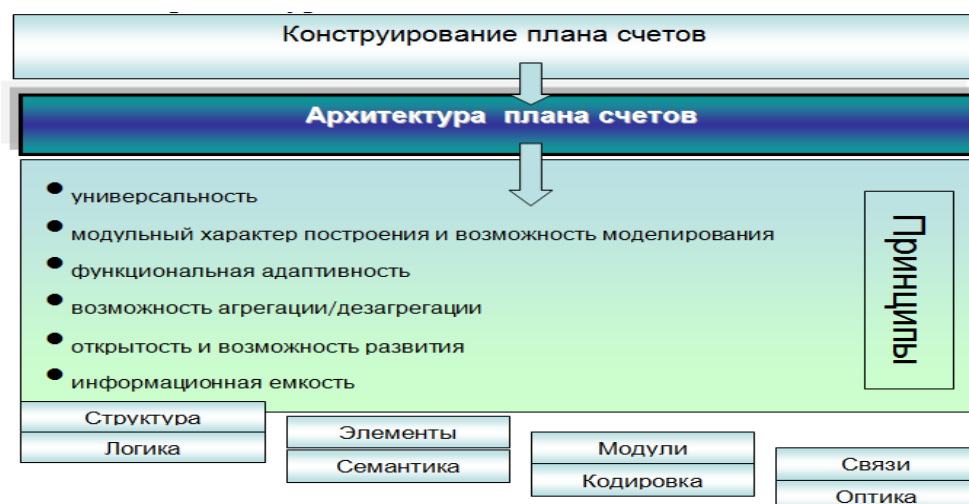 Конструирование плана счетов
Архитектура плана счетов
• универсальность
• модульный характер построения и возможность моделирования
• функциональная адаптивность
• возможность агрегации/дезагрегации
• открытость и возможность развития
• информационная емкость
Принципы
Структура
Логика
Элементы
Семантика
Модули
Кодировка
Связи
Оптика